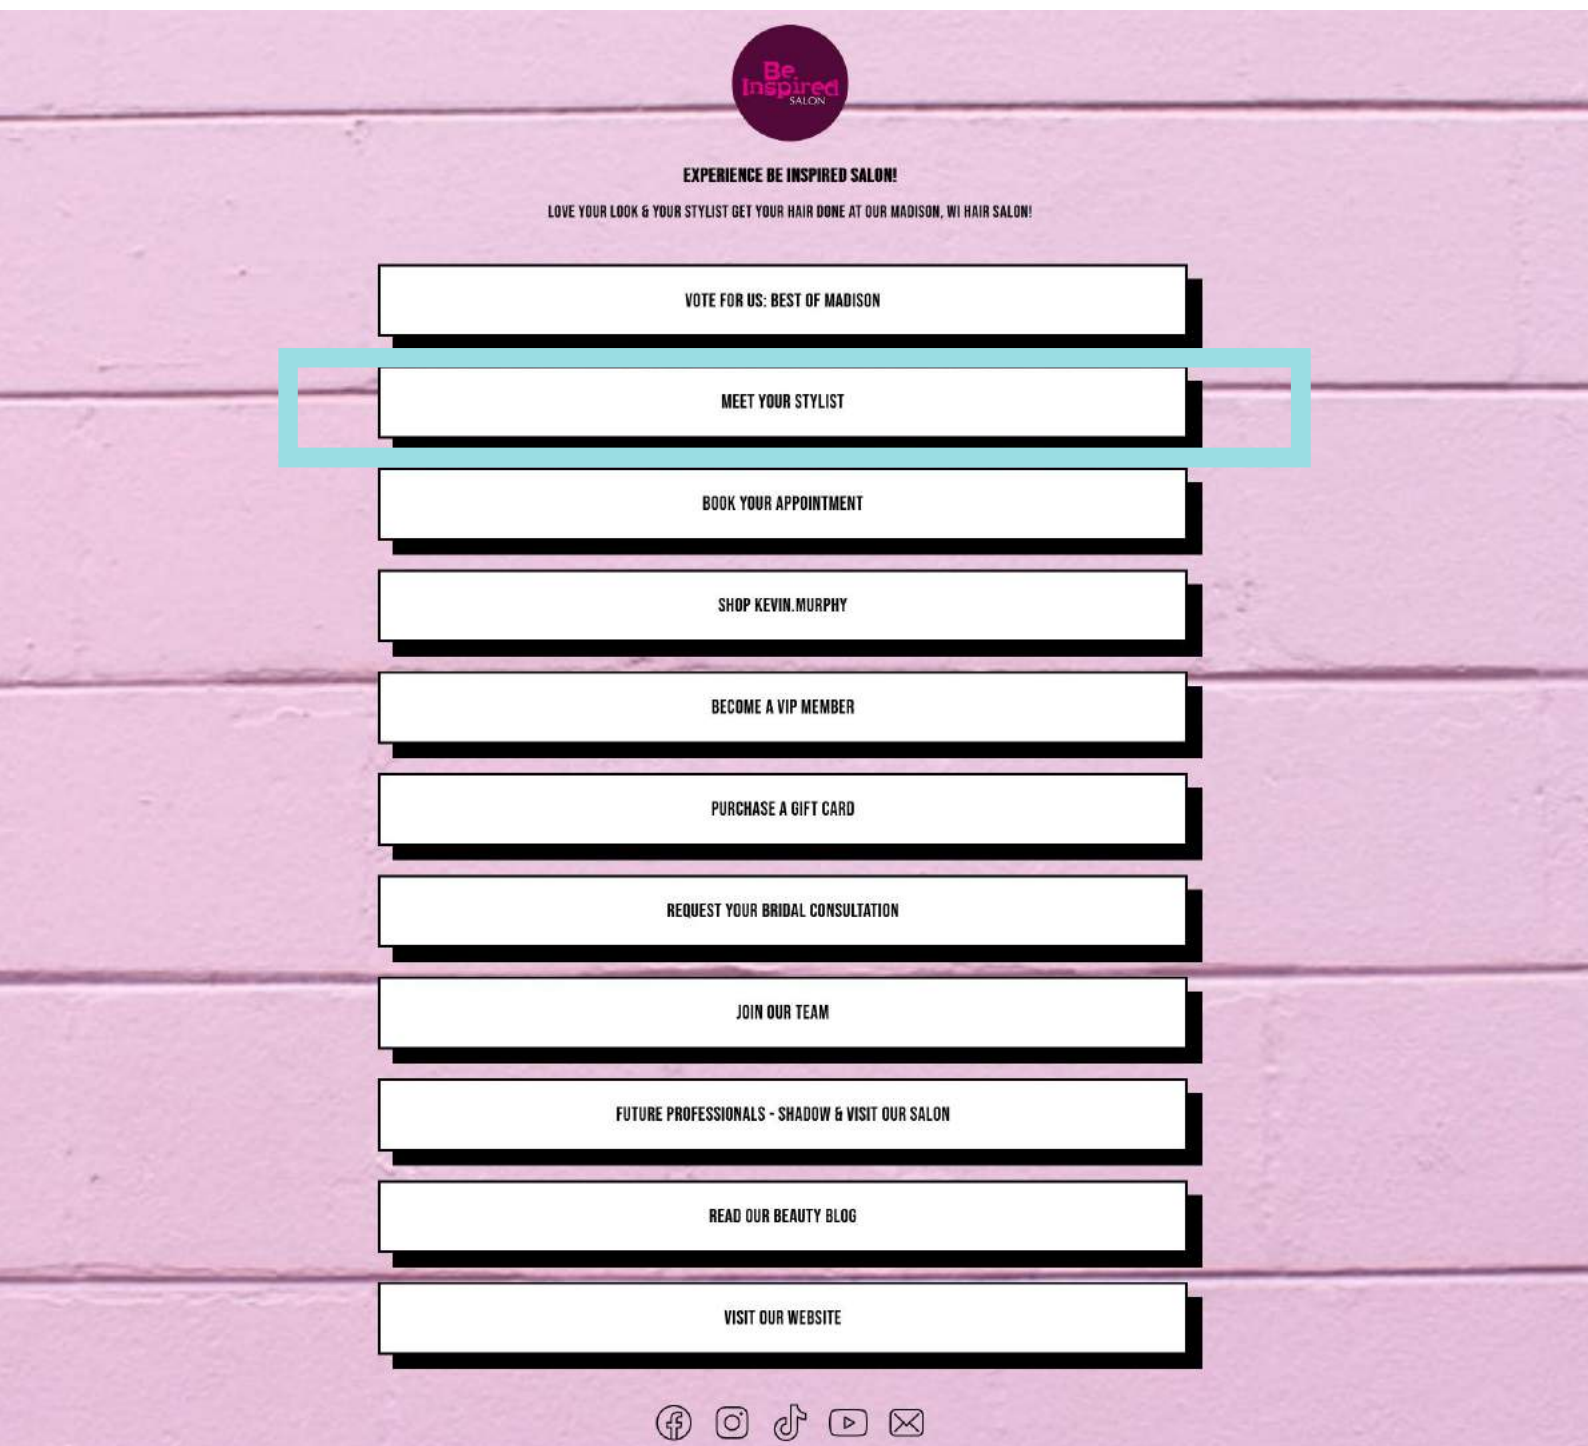 Be
Inspired
SALON
EXPERIENCE BE INSPIRED SALON!
LOVE YOUR LOOK & YOUR STYLIST GET YOUR HAIR DONE AT OUR MADISON, WI HAIR SALON!
VOTE FOR US: BEST OF MADISON
MEET YOUR STYLIST
BOOK YOUR APPOINTMENT
SHOP KEVIN.MURPHY
BECOME A VIP MEMBER
PURCHASE A GIFT CARD
REQUEST YOUR BRIDAL CONSULTATION
JOIN OUR TEAM
FUTURE PROFESSIONALS - SHADOW & VISIT OUR SALON
READ OUR BEAUTY BLOG
VISIT OUR WEBSITE